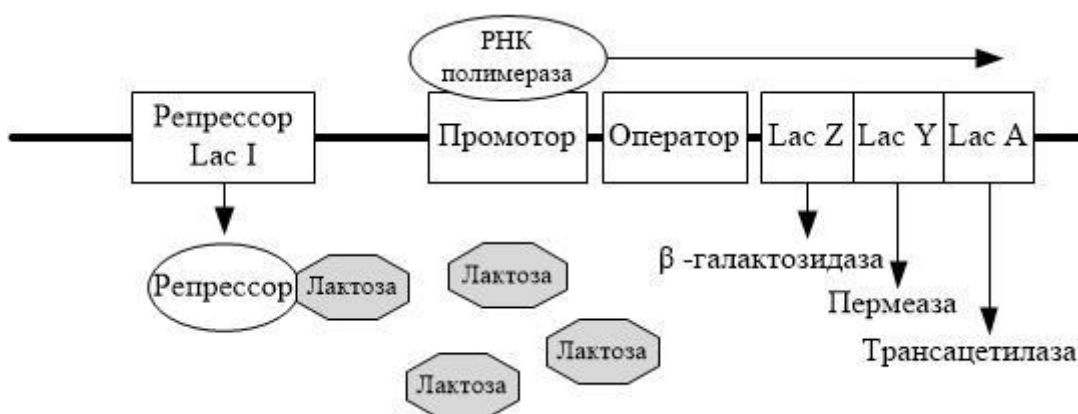 РНК
полимераза
Репрессор
Lac I
Промотор
Оператор
Lac Z
Lac Y
Lac A
Репрессор
Лактоза
Лактоза
Лактоза
Лактоза
β -галактозидаза
Пермеаза
Трансацетилаза